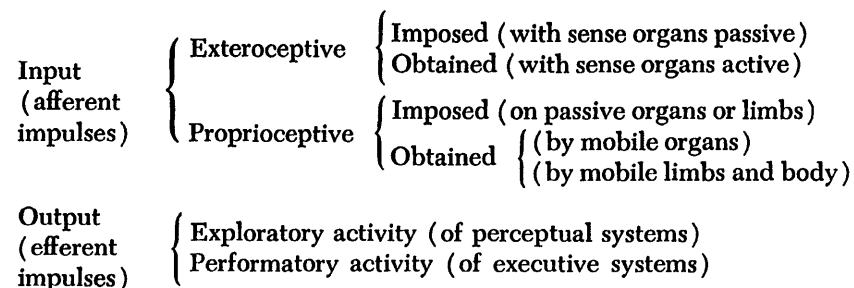 Input
(afferent
impulses)
Exteroceptive
Imposed (with sense organs passive)
Obtained (with sense organs active)
Proprioceptive
Imposed (on passive organs or limbs)
Obtained
(by mobile organs)
(by mobile limbs and body)
Output
(efferent
impulses)
Exploratory activity (of perceptual systems)
Performatory activity (of executive systems)